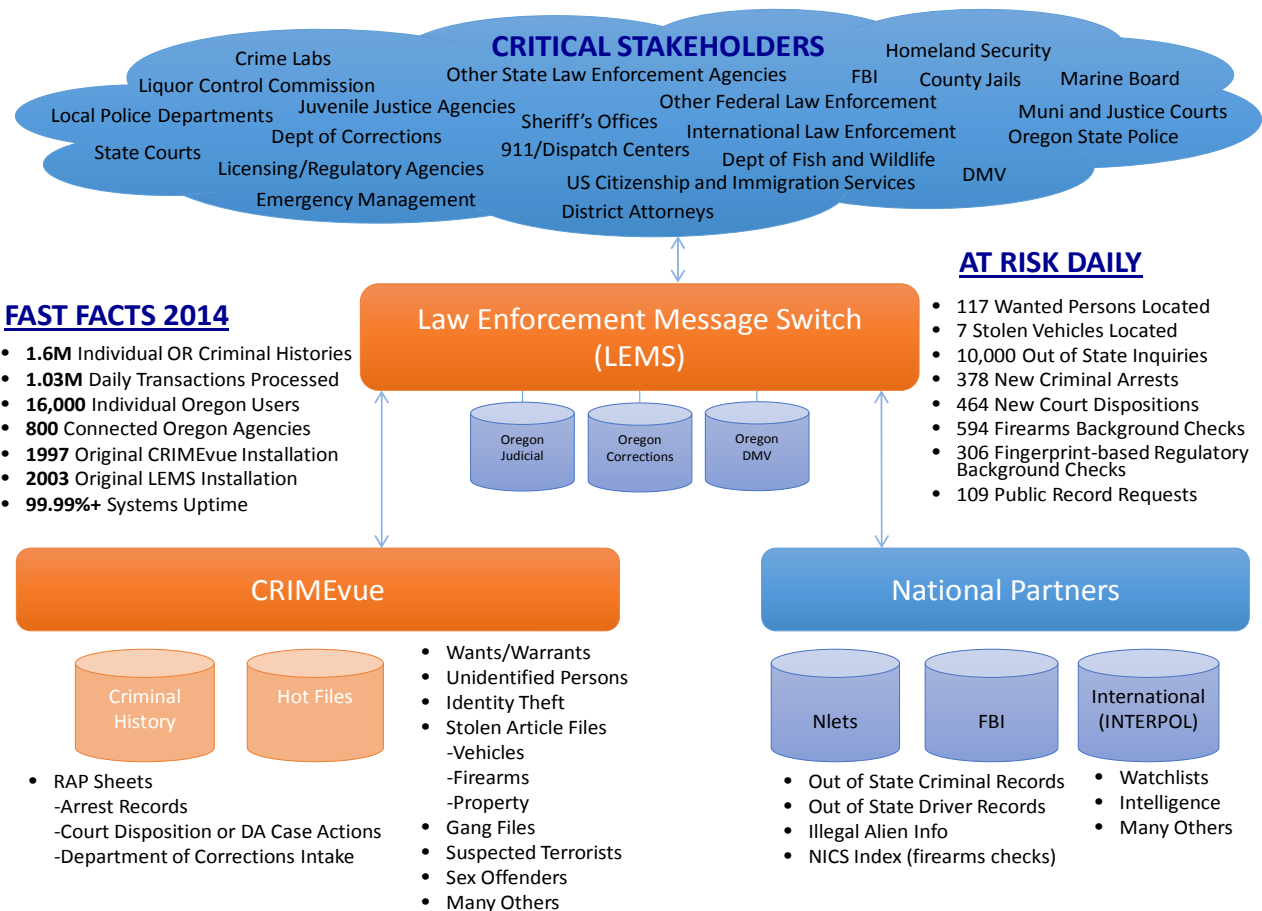 CRITICAL STAKEHOLDERS
Homeland Security
Crime Labs
Other State Law Enforcement Agencies
FBI
County Jails
Marine Board
Liquor Control Commission
Juvenile Justice Agencies
Other Federal Law Enforcement
Local Police Departments
Sheriff's Offices
Muni and Justice Courts
Dept of Corrections
International Law Enforcement
Oregon State Police
State Courts
911/Dispatch Centers
Dept of Fish and Wildlife
Licensing/Regulatory Agencies
US Citizenship and Immigration Services
DMV
Emergency Management
District Attorneys
FAST FACTS 2014
• 1.6M Individual OR Criminal Histories
• 1.03M Daily Transactions Processed
• 16,000 Individual Oregon Users
• 800 Connected Oregon Agencies
• 1997 Original CRIMEvue Installation
• 2003 Original LEMS Installation
• 99.99%+ Systems Uptime
Law Enforcement Message Switch
(LEMS)
Oregon
Judicial
Oregon
Corrections
Oregon
DMV
AT RISK DAILY
• 117 Wanted Persons Located
• 7 Stolen Vehicles Located
• 10,000 Out of State Inquiries
• 378 New Criminal Arrests
• 464 New Court Dispositions
• 594 Firearms Background Checks
• 306 Fingerprint-based Regulatory
Background Checks
• 109 Public Record Requests
CRIMEvue
Criminal
History
Hot Files
• RAP Sheets
-Arrest Records
-Court Disposition or DA Case Actions
-Department of Corrections Intake
• Wants/Warrants
• Unidentified Persons
• Identity Theft
• Stolen Article Files
-Vehicles
-Firearms
-Property
• Gang Files
• Suspected Terrorists
• Sex Offenders
• Many Others
National Partners
Nlets
FBI
International
(INTERPOL)
• Out of State Criminal Records
• Out of State Driver Records
• Illegal Alien Info
• NICS Index (firearms checks)
• Watchlists
• Intelligence
• Many Others